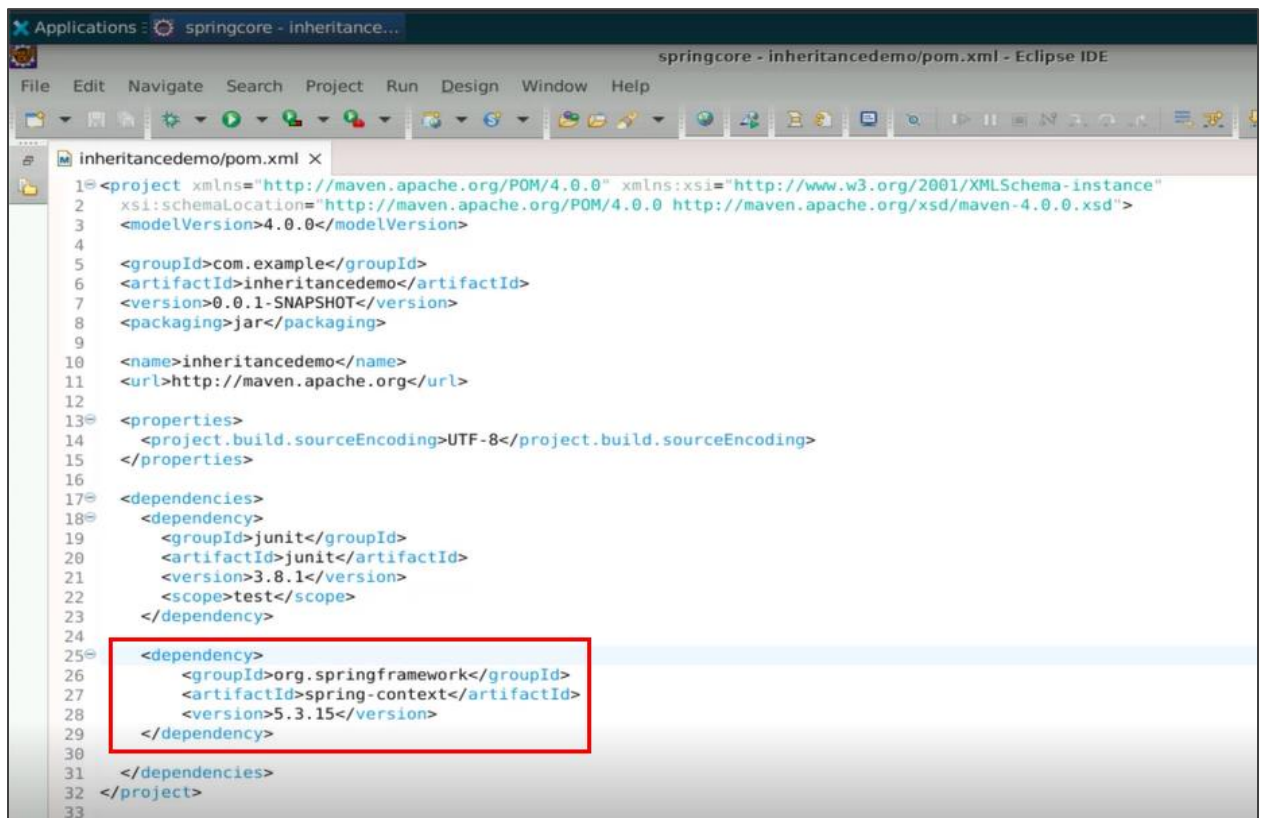 Applications : springcore - inheritance...
springcore - inheritancedemo/pom.xml - Eclipse IDE
File Edit Navigate Search Project Run Design Window Help
inheritancedemo/pom.xml
1 <project xmlns="http://maven.apache.org/POM/4.0.0" xmlns:xsi="http://www.w3.org/2001/XMLSchema-instance"
2 xsi:schemaLocation="http://maven.apache.org/POM/4.0.0 http://maven.apache.org/xsd/maven-4.0.0.xsd">
3 <modelVersion>4.0.0</modelVersion>
4
5 <groupId>com.example</groupId>
6 <artifactId>inheritancedemo</artifactId>
7 <version>0.0.1-SNAPSHOT</version>
8 <packaging>jar</packaging>
9
10 <name>inheritancedemo</name>
11 <url>http://maven.apache.org</url>
12
13 <properties>
14 <project.build.sourceEncoding>UTF-8</project.build.sourceEncoding>
15 </properties>
16
17 <dependencies>
18 <dependency>
19 <groupId>junit</groupId>
20 <artifactId>junit</artifactId>
21 <version>3.8.1</version>
22 <scope>test</scope>
23 </dependency>
24
25 <dependency>
26 <groupId>org.springframework</groupId>
27 <artifactId>spring-context</artifactId>
28 <version>5.3.15</version>
29 </dependency>
30
31 </dependencies>
32 </project>
33